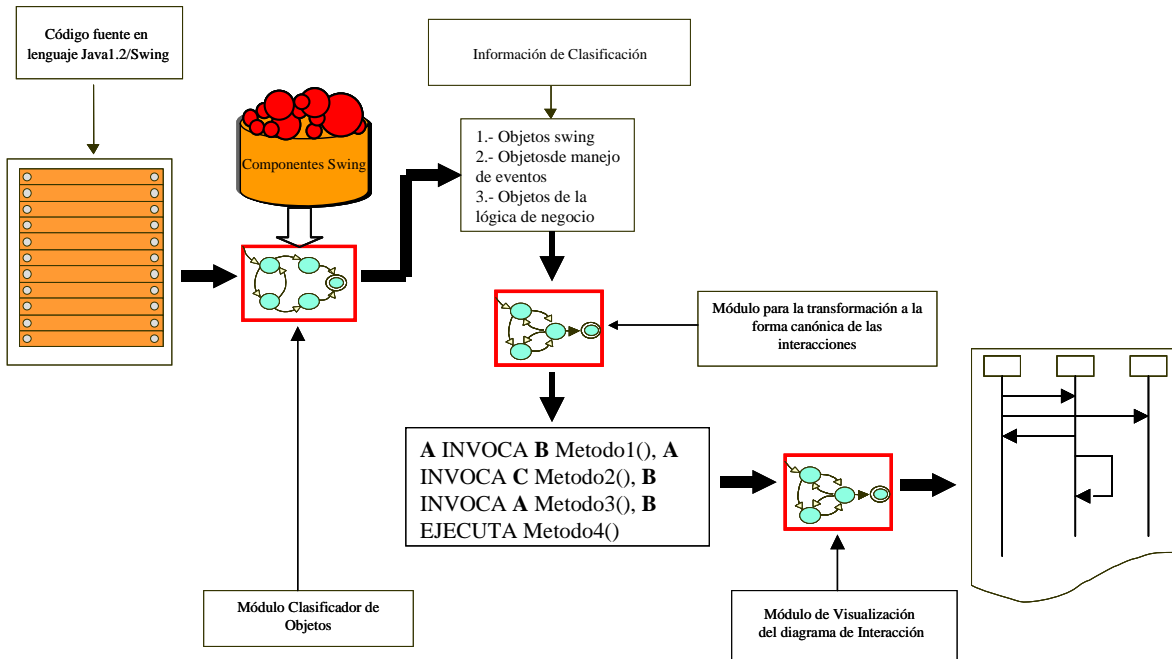 Código fuente en
lenguaje Java1.2/Swing
Información de Clasificación
Componentes Swing
1.- Objetos swing
2.- Objetosde manejo
de eventos
3.- Objetos de la
lógica de negocio
Módulo para la transformación a la
forma canónica de las
interacciones
A INVOCA B Metodo1(), A
INVOCA C Metodo2(), B
INVOCA A Metodo3(), B
EJECUTA Metodo4()
Módulo Clasificador de
Objetos
Módulo de Visualización
del diagrama de Interacción